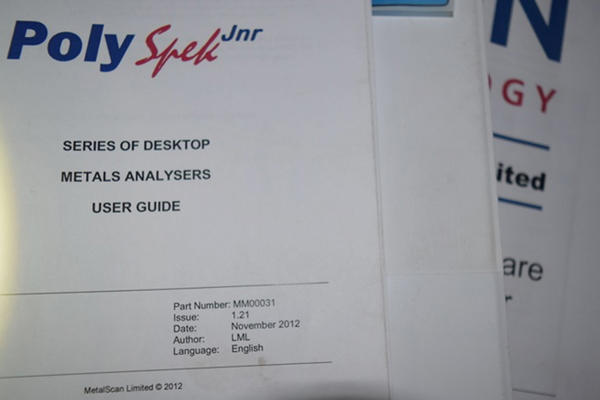 Poly Spek Jnr
SERIES OF DESKTOP
METALS ANALYSERS
USER GUIDE
Part Number: MM00031
Issue: 1.21
Date: November 2012
Author: LML
Language: English
MetalScan Limited © 2012
N
OGY
ited
are
r